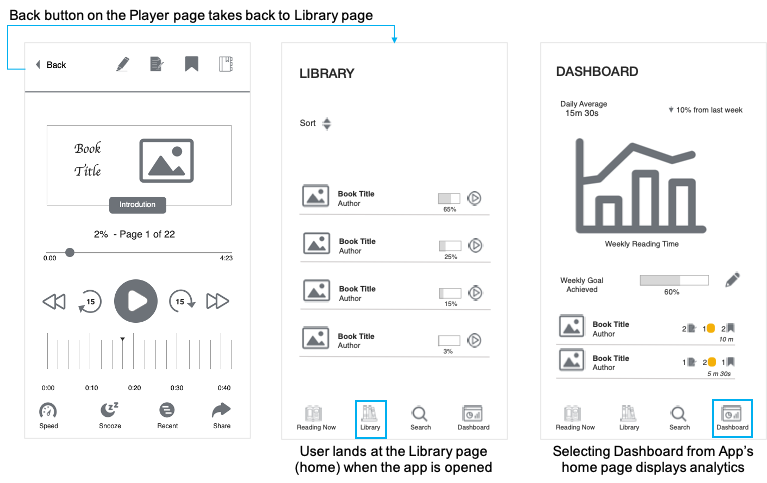 Back button on the Player page takes back to Library page
Back
Book
Title
Introdution
2% - Page 1 of 22
0:00 4:23
15 15
0:00 0:10 0:20 0:30 0:40
Speed Snooze Recent Share
LIBRARY
Sort
Book Title
Author
65%
Book Title
Author
25%
Book Title
Author
15%
Book Title
Author
3%
Reading Now Library Search Dashboard
User lands at the Library page
(home) when the app is opened
DASHBOARD
Daily Average
15m 30s
10% from last week
Weekly Reading Time
Weekly Goal
Achieved
60%
Book Title
Author
2 1 2
10 m
Book Title
Author
1 2 1
5 m 30s
Reading Now Library Search Dashboard
Selecting Dashboard from App's
home page displays analytics